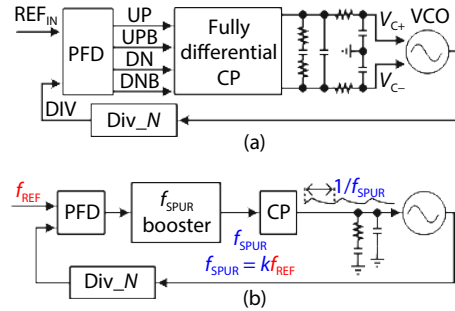 REF_IN
PFD
UP
UPB
DN
DNB
Fully
differential
CP
V_C+
VCO
V_C−
DIV
Div_N
(a)
f_REF
PFD
f_SPUR
booster
CP
1/f_SPUR
f_SPUR
f_SPUR = kf_REF
Div_N
(b)